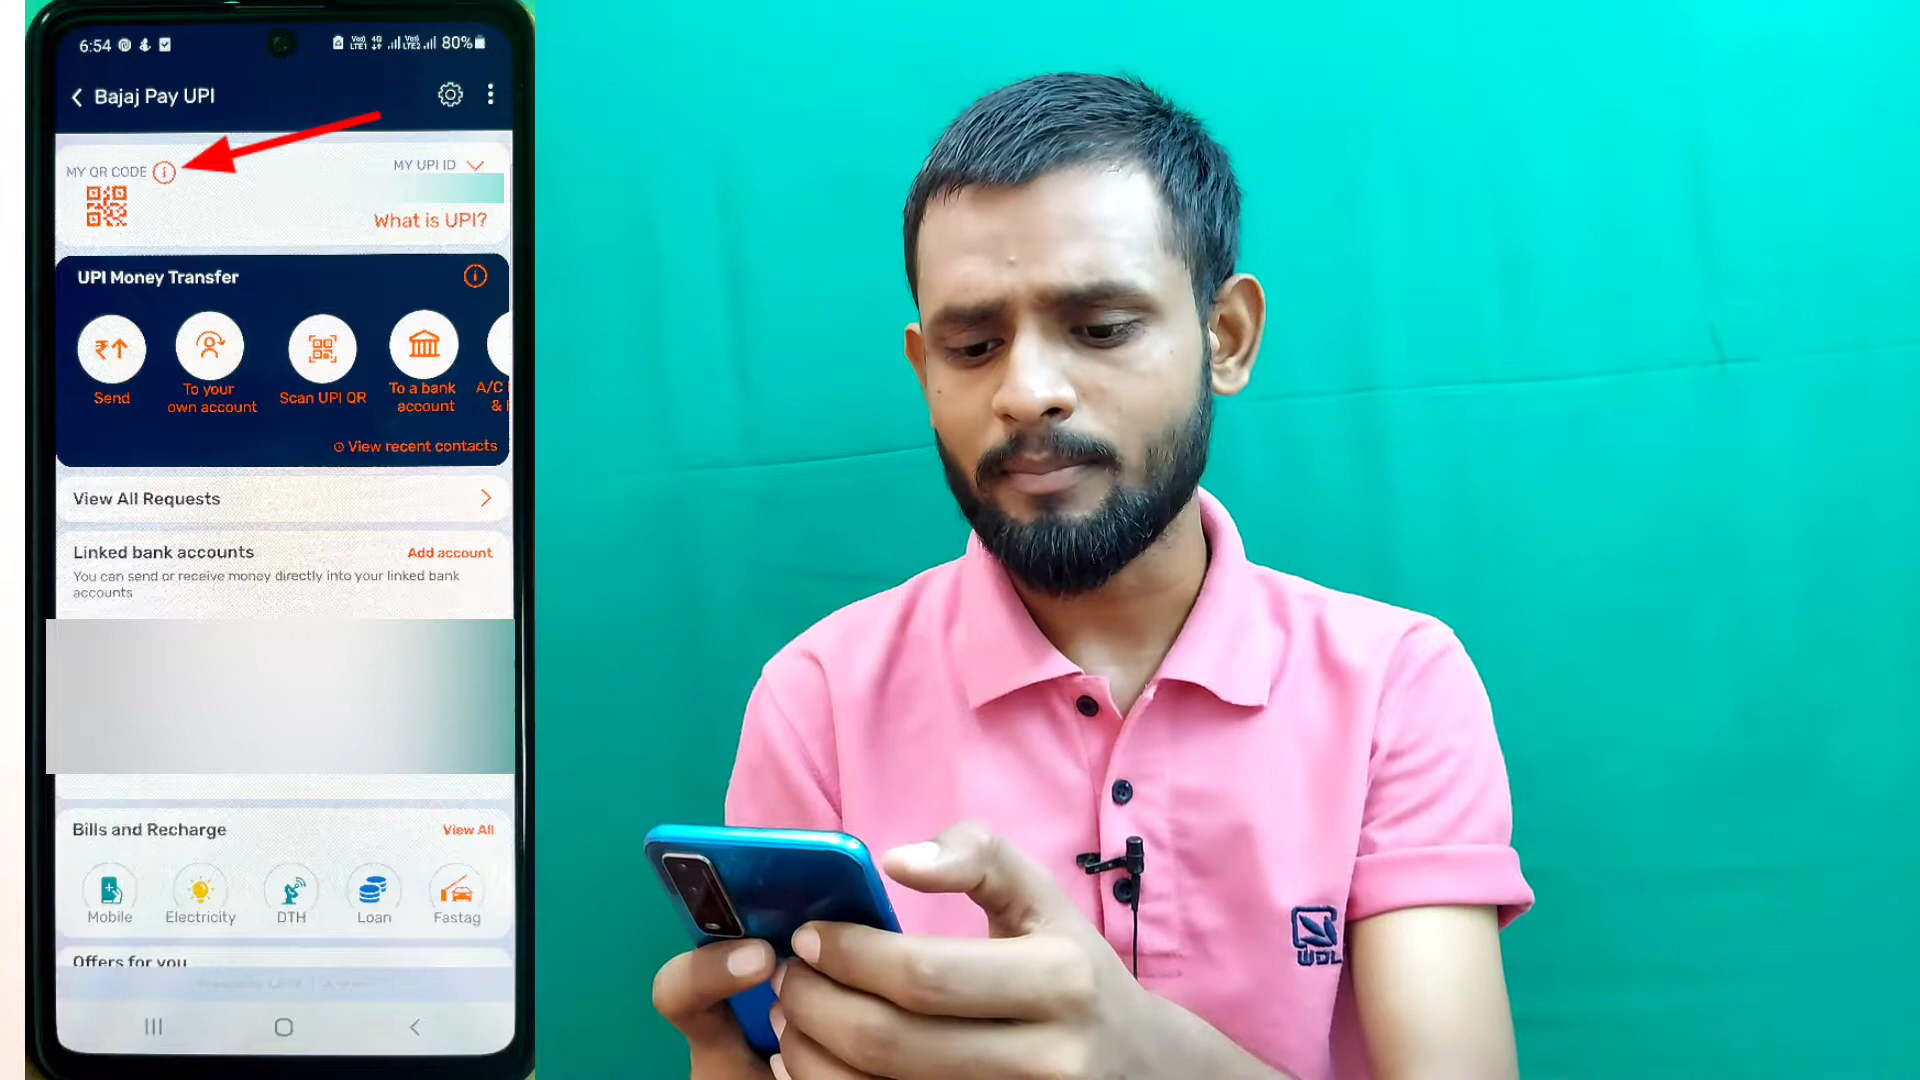 6:54
80%
Bajaj Pay UPI
MY QR CODE
MY UPI ID
What is UPI?
UPI Money Transfer
Send
To your
own account
Scan UPI QR
To a bank
account
A/C
&
View recent contacts
View All Requests
Linked bank accounts
Add account
You can send or receive money directly into your linked bank
accounts
Bills and Recharge
View All
Mobile
Electricity
DTH
Loan
Fastag
Offers for you
WDL